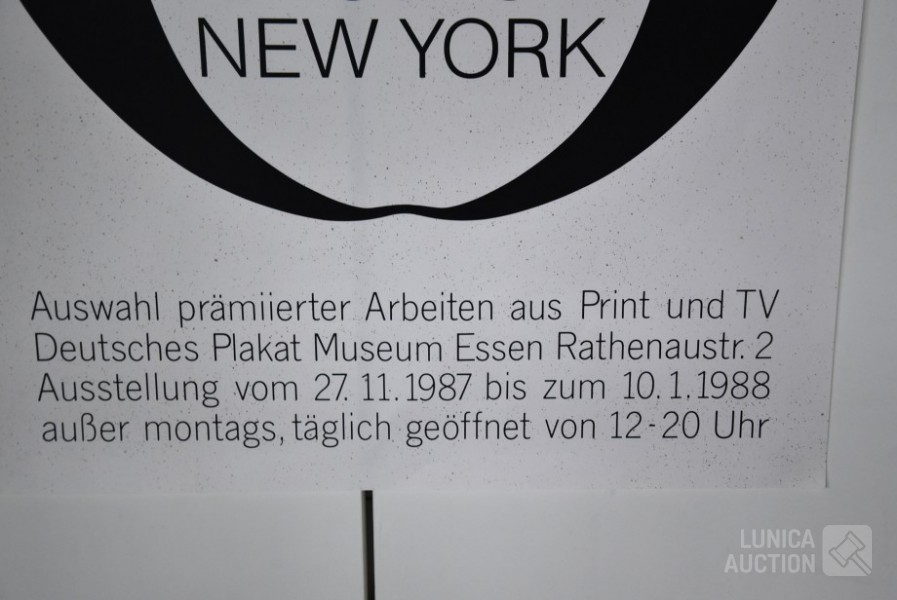 NEW YORK
Auswahl prämiierter Arbeiten aus Print und TV
Deutsches Plakat Museum Essen Rathenaustr. 2
Ausstellung vom 27. 11. 1987 bis zum 10. 1. 1988
außer montags, täglich geöffnet von 12 - 20 Uhr
LUNICA
AUCTION